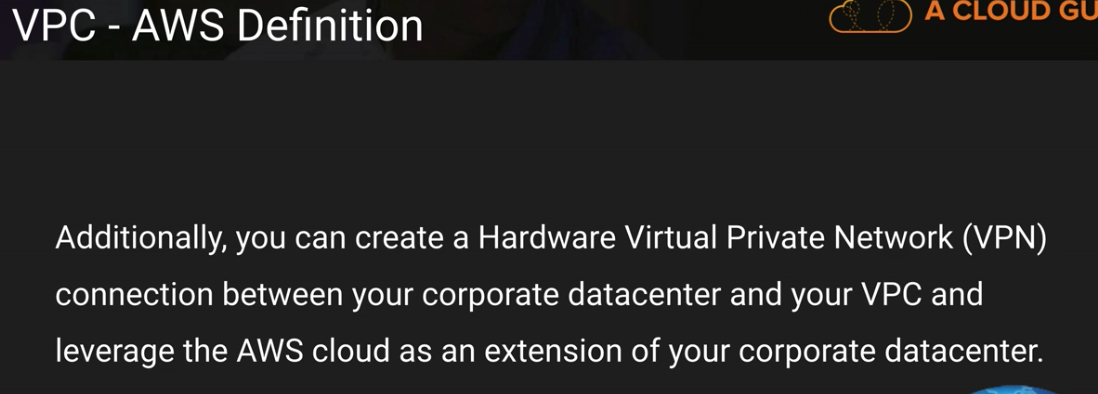 VPC - AWS Definition
A CLOUD GU
Additionally, you can create a Hardware Virtual Private Network (VPN)
connection between your corporate datacenter and your VPC and
leverage the AWS cloud as an extension of your corporate datacenter.